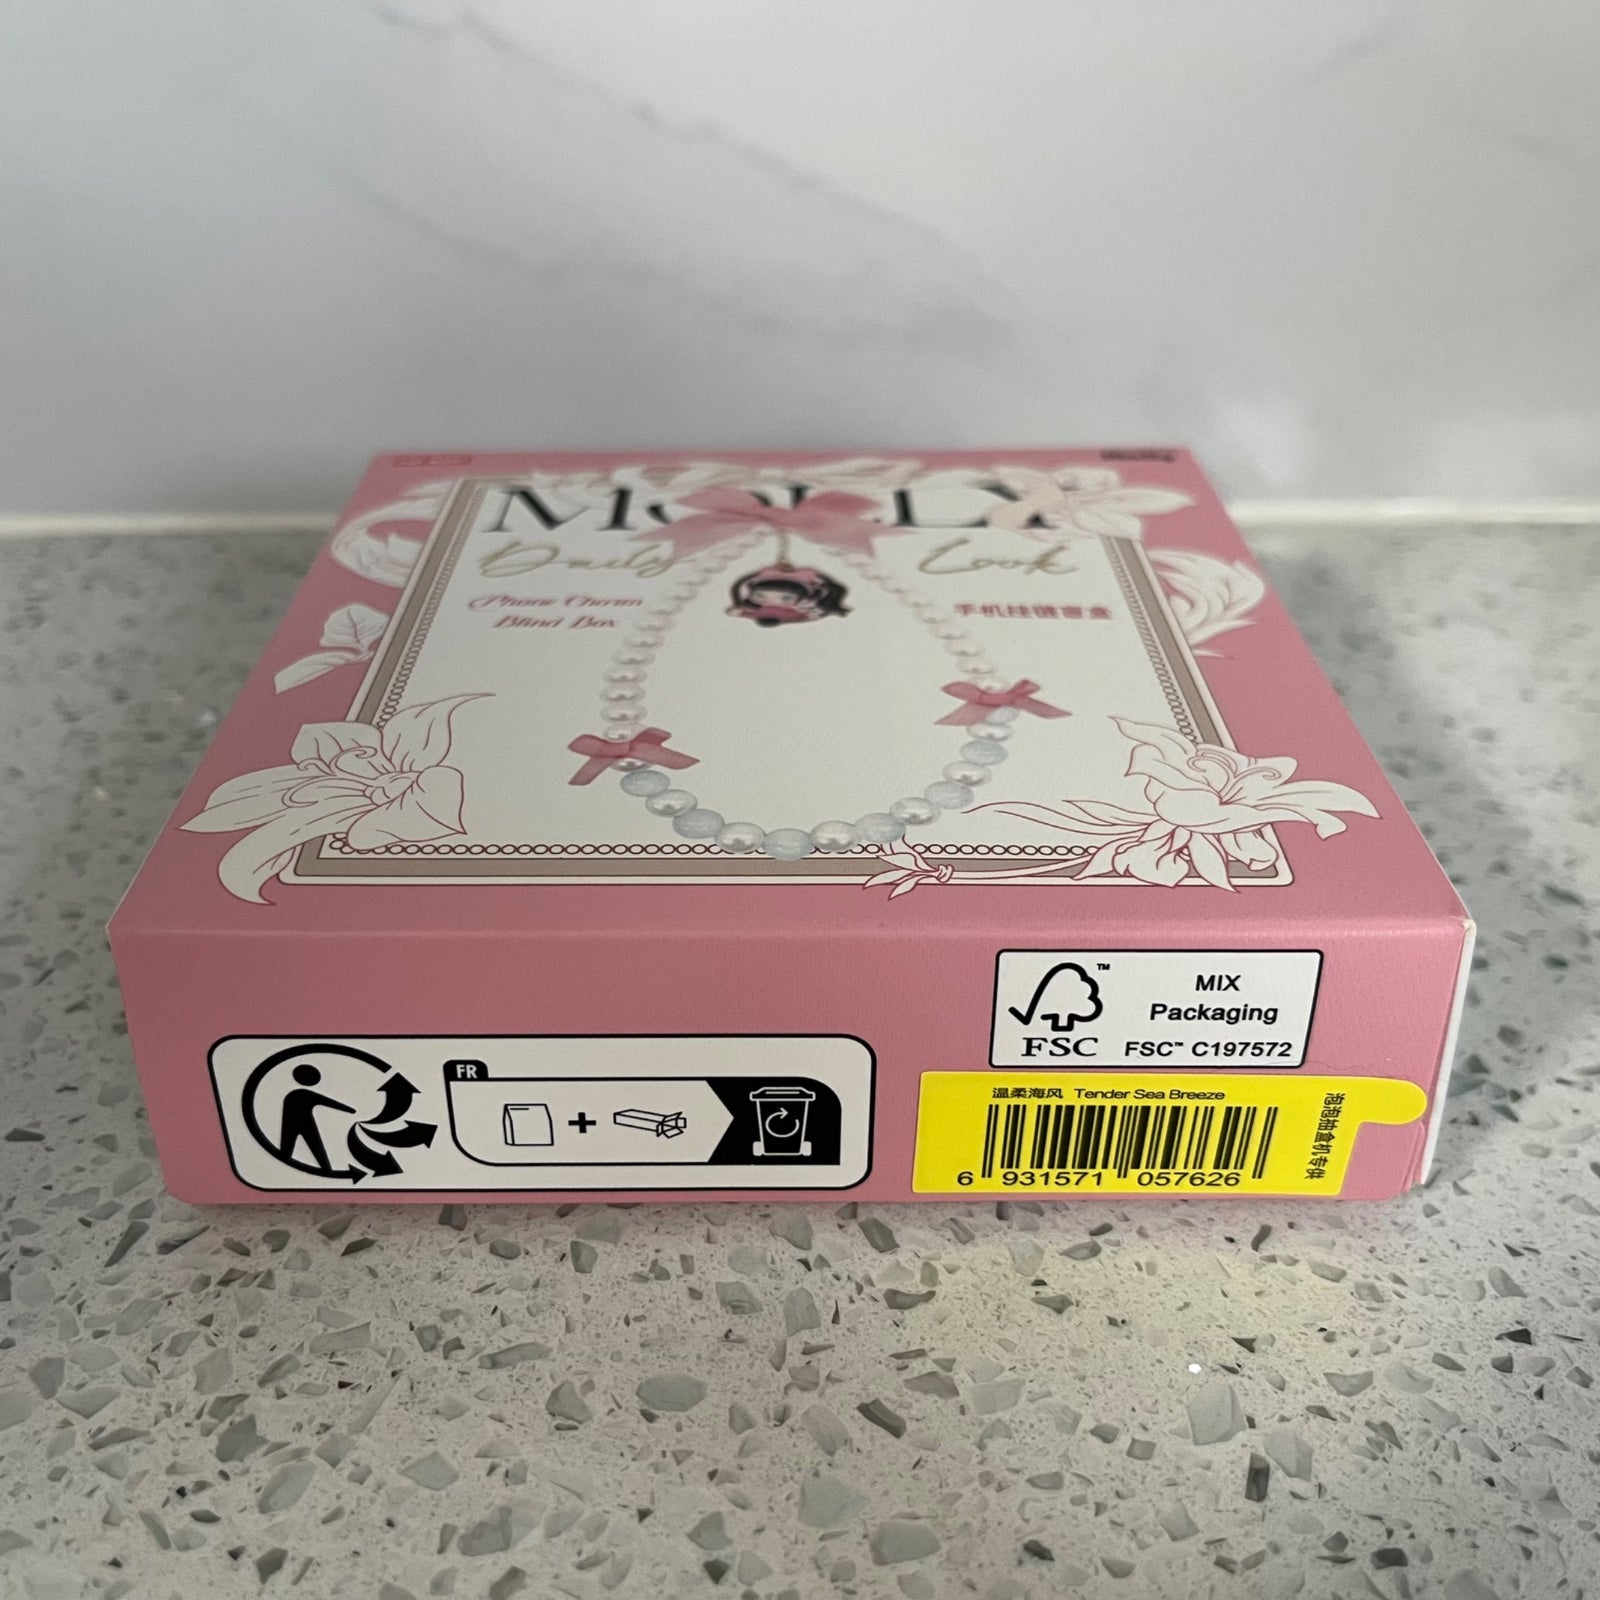 MOLLY
Daily Look
Phone Charm
Blind Box
手机挂链盲盒
FSC™
MIX
Packaging
FSC™ C197572
FR
温柔海风 Tender Sea Breeze
6 931571 057626
泡泡抽盒机专供